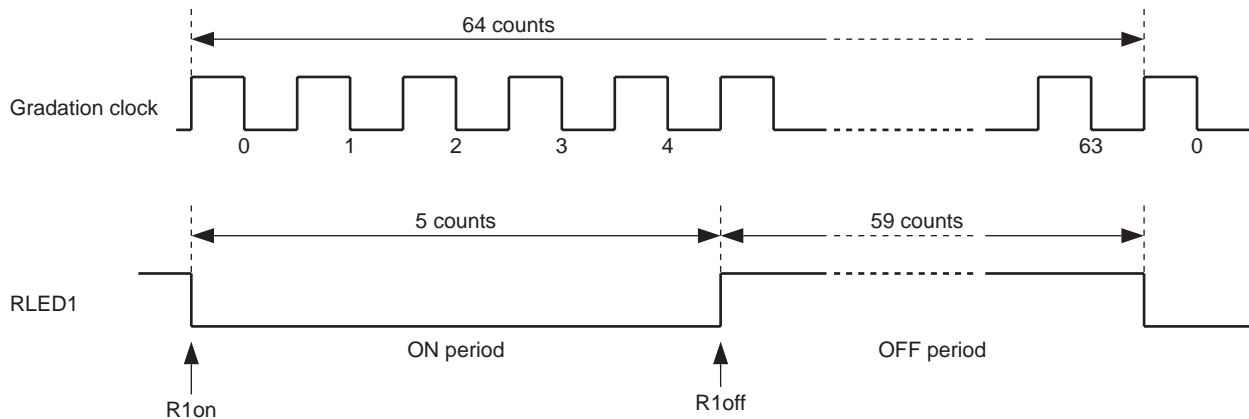 64 counts
Gradation clock
0 1 2 3 4 63 0
5 counts 59 counts
RLED1
ON period OFF period
R1on R1off